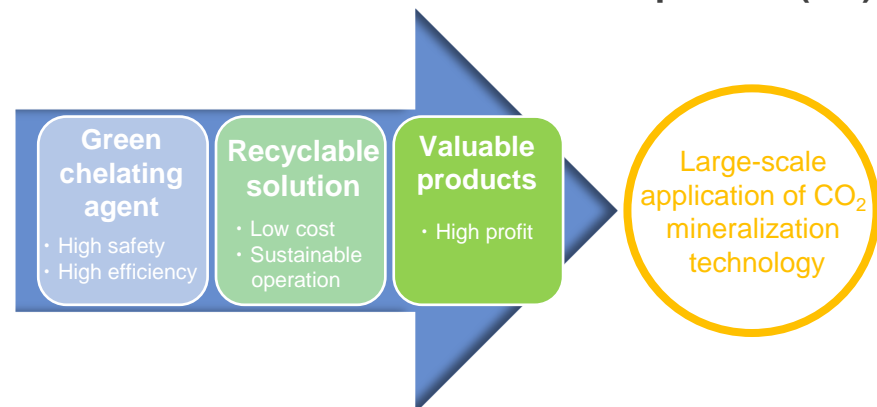 Green
chelating
agent
・High safety
・High efficiency
Recyclable
solution
・Low cost
・Sustainable
operation
Valuable
products
・High profit
Large-scale
application of CO₂
mineralization
technology